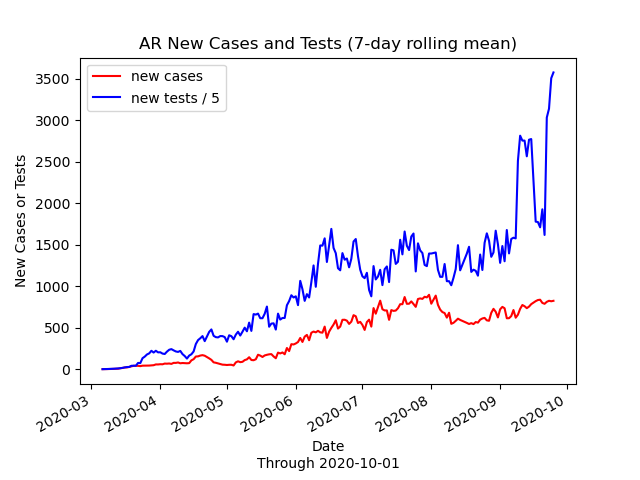 AR New Cases and Tests (7-day rolling mean)
new cases
new tests / 5
3500
3000
2500
2000
1500
1000
500
0
New Cases or Tests
2020-03
2020-04
2020-05
2020-06
2020-07
2020-08
2020-09
2020-10
Date
Through 2020-10-01